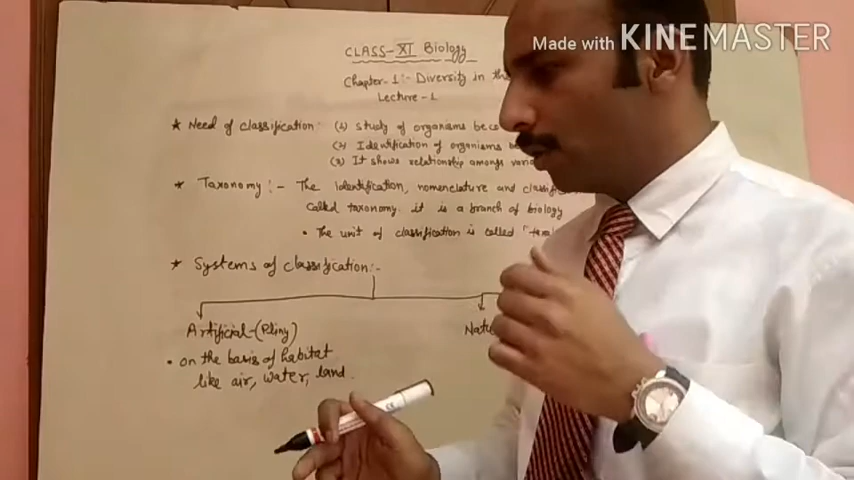 Made with KINEMASTER
CLASS-XI Biology
Chapter-1:- Diversity in the
Lecture-1
★ Need of classification: (1) Study of organisms
(2) Identification of organisms
(3) It shows relationship among
★ Taxonomy:- The identification, nomenclature and
called taxonomy. it is a branch of biology
• The unit of classification is called
★ Systems of classification:-
Artificial-(Pliny)
• on the basis of habitat
like air, water, land.